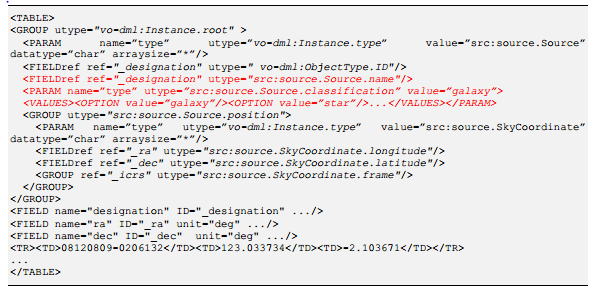 <TABLE>
<GROUP utype="vo-dml:Instance.root" >
<PARAM name="type" utype="vo-dml:Instance.type" value="src:source.Source"
datatype="char" arraysize="*"/>
<FIELDref ref="_designation" utype=" vo-dml:ObjectType.ID"/>
<FIELDref ref="_designation" utype="src:source.Source.name"/>
<PARAM name="type" utype="src:source.Source.classification" value="galaxy">
<VALUES><OPTION value="galaxy"/><OPTION value="star"/>...</VALUES></PARAM>
<GROUP utype="src:source.Source.position">
<PARAM name="type" utype="vo-dml:Instance.type" value="src:source.SkyCoordinate"
datatype="char" arraysize="*"/>
<FIELDref ref="_ra" utype="src:source.SkyCoordinate.longitude"/>
<FIELDref ref="_dec" utype="src:source.SkyCoordinate.latitude"/>
<GROUP ref="_icrs" utype="src:source.SkyCoordinate.frame"/>
</GROUP>
</GROUP>
<FIELD name="designation" ID="_designation" .../>
<FIELD name="ra" ID="_ra" unit="deg" .../>
<FIELD name="dec" ID="_dec" unit="deg" .../>
<TR><TD>08120809-0206132</TD><TD>123.033734</TD><TD>-2.103671</TD></TR>
...
</TABLE>